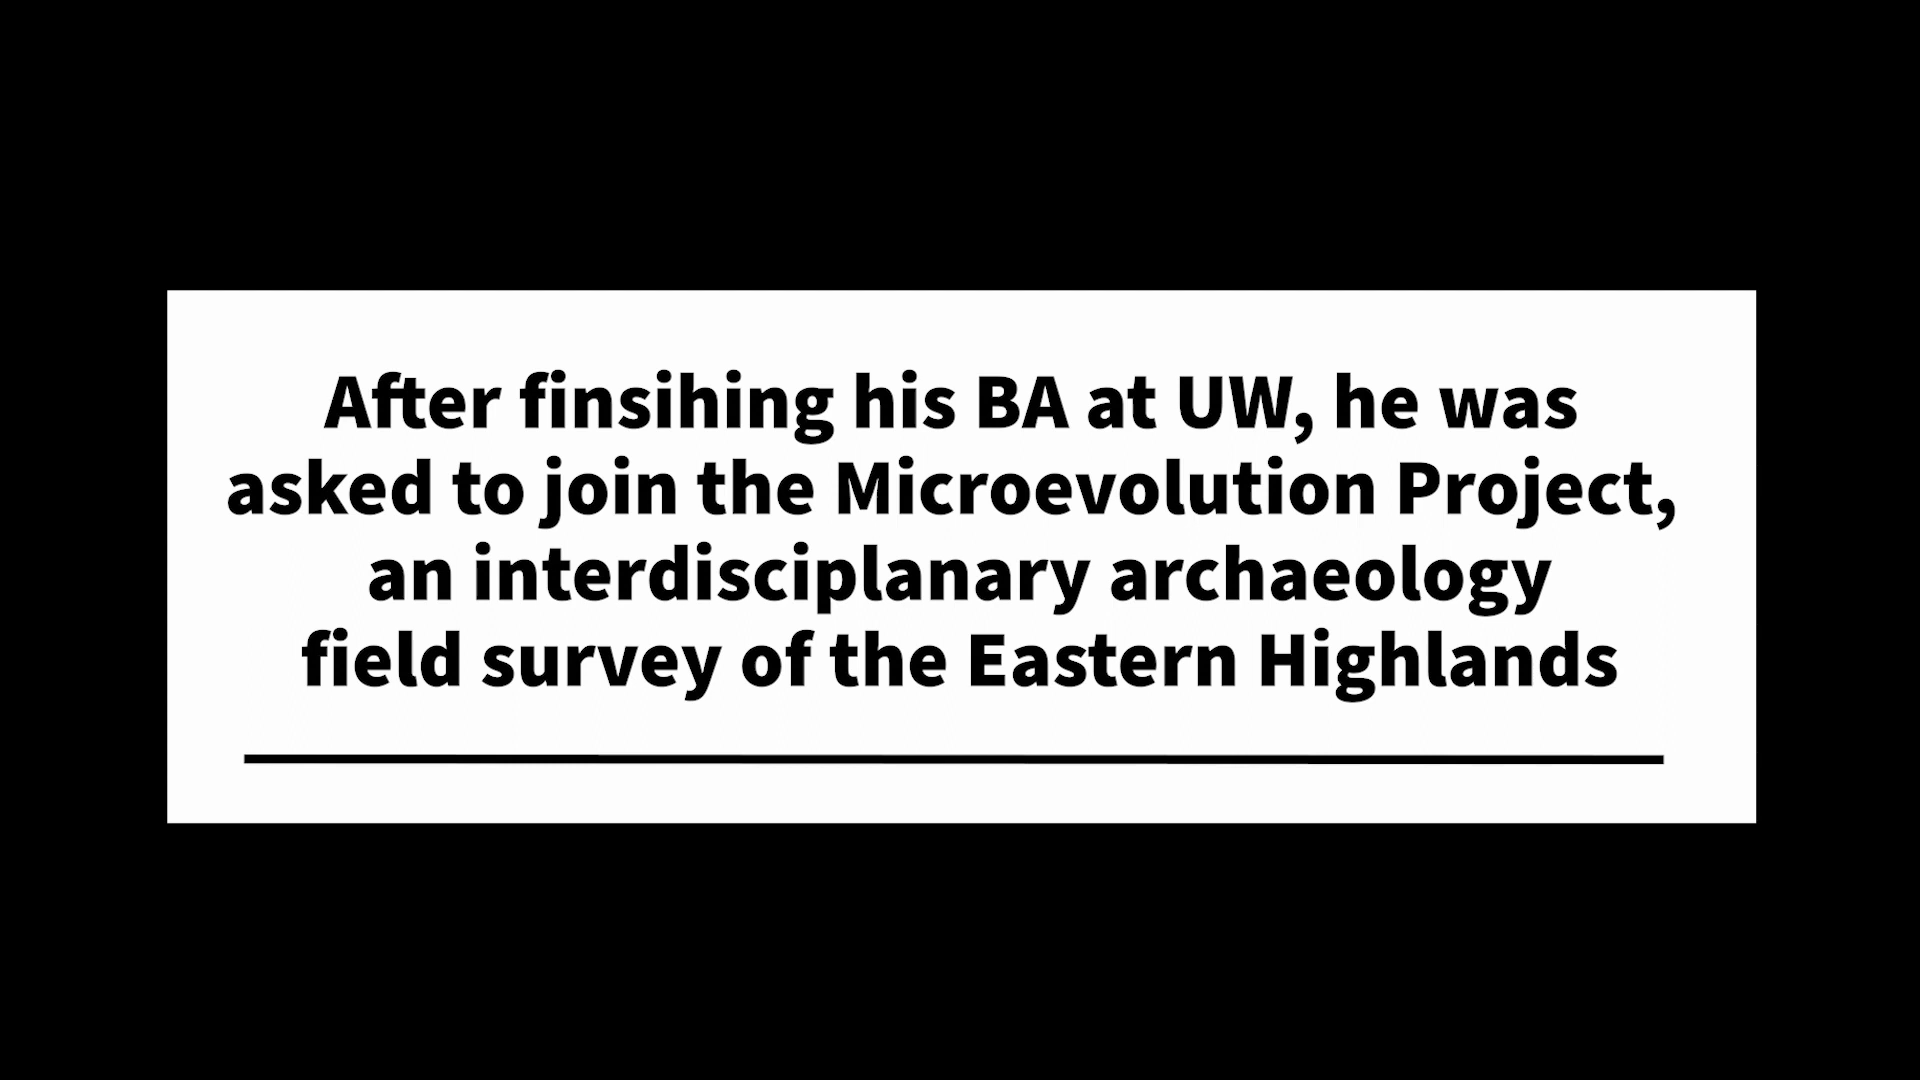 After finsihing his BA at UW, he was
asked to join the Microevolution Project,
an interdisciplanary archaeology
field survey of the Eastern Highlands